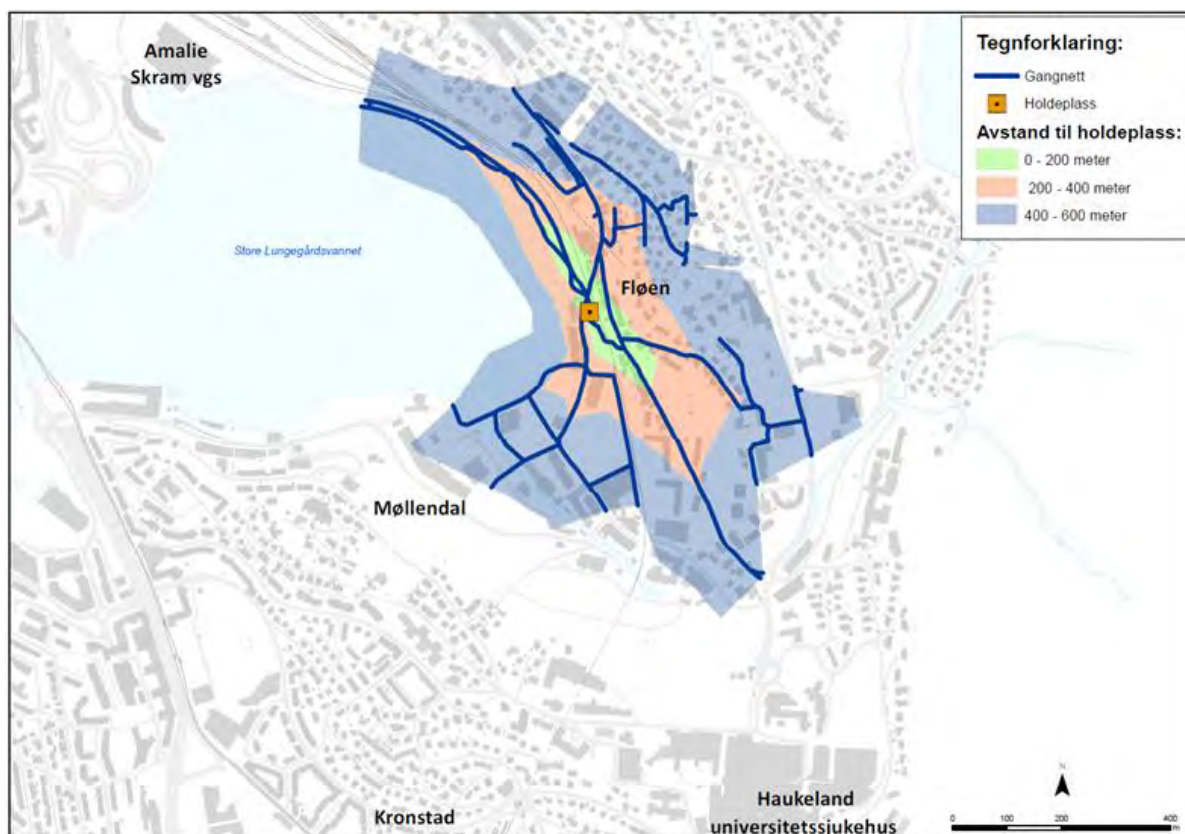 Amalie
Skram vgs
Tegnforklaring:
Gangnett
Holdeplass
Avstand til holdeplass:
0 - 200 meter
200 - 400 meter
400 - 600 meter
Store Lungegårdsvannet
Fløen
Møllendal
Kronstad
Haukeland
universitetssjukehus
N
0 100 200 400
m